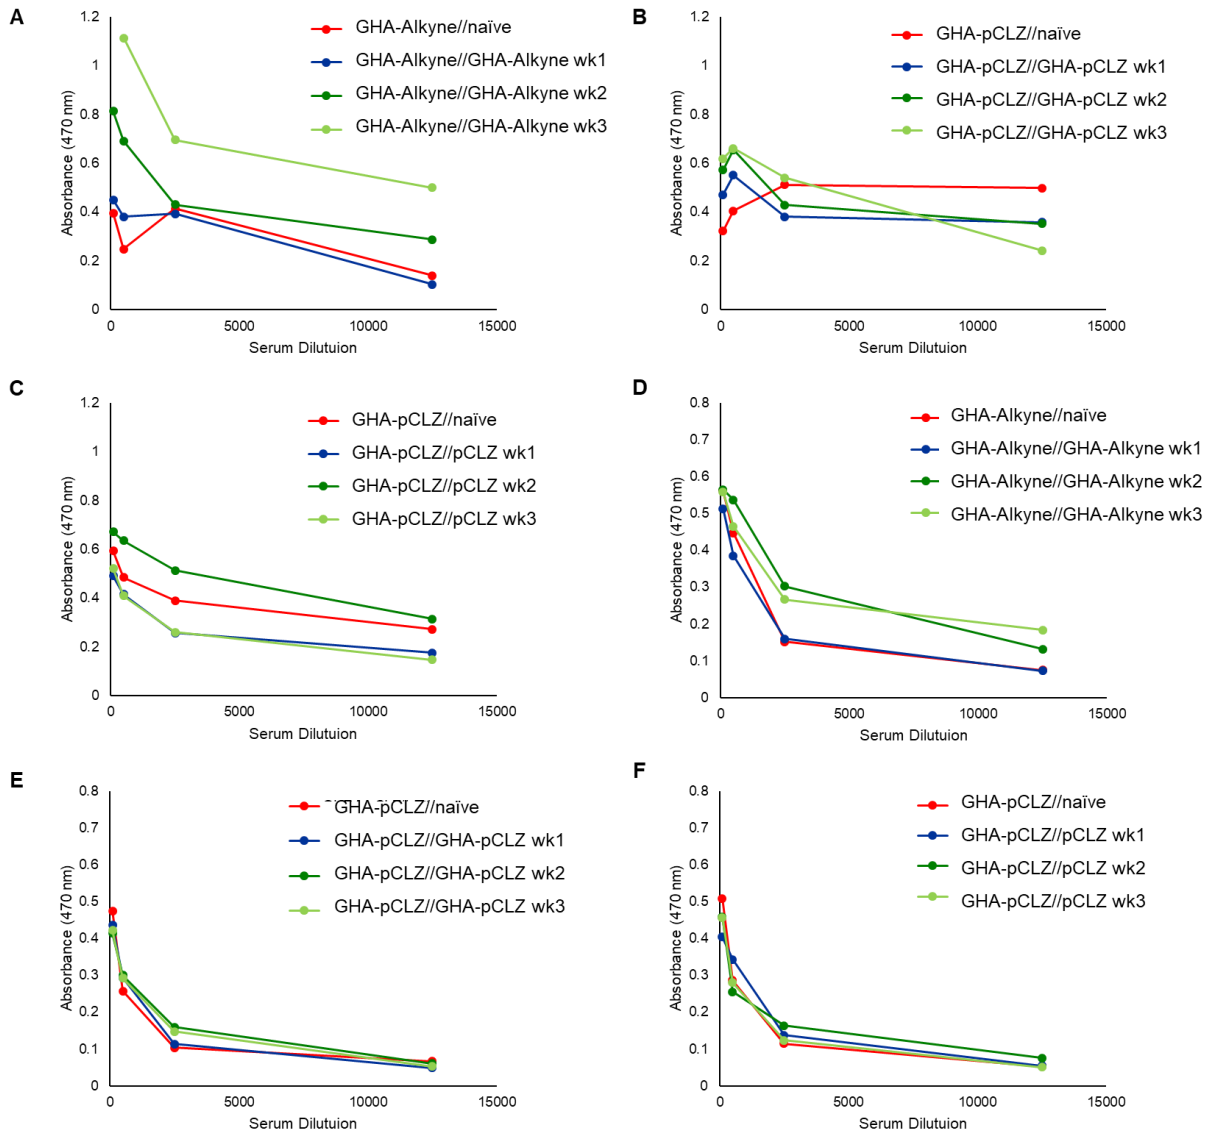 A
1.2
1
0.8
0.6
0.4
0.2
0
Absorbance (470 nm)
0 5000 10000 15000
Serum Dilutuion
GHA-Alkyne//naïve
GHA-Alkyne//GHA-Alkyne wk1
GHA-Alkyne//GHA-Alkyne wk2
GHA-Alkyne//GHA-Alkyne wk3
B
1.2
1
0.8
0.6
0.4
0.2
0
Absorbance (470 nm)
0 5000 10000 15000
Serum Dilutuion
GHA-pCLZ//naïve
GHA-pCLZ//GHA-pCLZ wk1
GHA-pCLZ//GHA-pCLZ wk2
GHA-pCLZ//GHA-pCLZ wk3
C
1.2
1
0.8
0.6
0.4
0.2
0
Absorbance (470 nm)
0 5000 10000 15000
Serum Dilutuion
GHA-pCLZ//naïve
GHA-pCLZ//pCLZ wk1
GHA-pCLZ//pCLZ wk2
GHA-pCLZ//pCLZ wk3
D
0.8
0.7
0.6
0.5
0.4
0.3
0.2
0.1
0
Absorbance (470 nm)
0 5000 10000 15000
Serum Dilutuion
GHA-Alkyne//naïve
GHA-Alkyne//GHA-Alkyne wk1
GHA-Alkyne//GHA-Alkyne wk2
GHA-Alkyne//GHA-Alkyne wk3
E
0.8
0.7
0.6
0.5
0.4
0.3
0.2
0.1
0
Absorbance (470 nm)
0 5000 10000 15000
Serum Dilutuion
GHA-pCLZ//naïve
GHA-pCLZ//GHA-pCLZ wk1
GHA-pCLZ//GHA-pCLZ wk2
GHA-pCLZ//GHA-pCLZ wk3
F
0.8
0.7
0.6
0.5
0.4
0.3
0.2
0.1
0
Absorbance (470 nm)
0 5000 10000 15000
Serum Dilutuion
GHA-pCLZ//naïve
GHA-pCLZ//pCLZ wk1
GHA-pCLZ//pCLZ wk2
GHA-pCLZ//pCLZ wk3